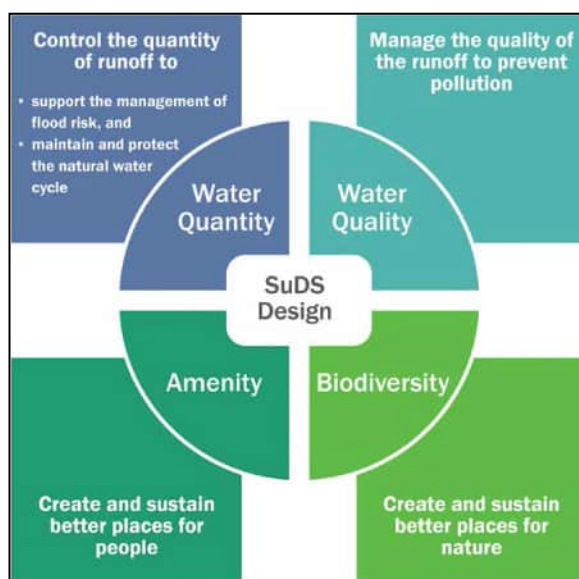 Control the quantity
of runoff to
• support the management of
flood risk, and
• maintain and protect
the natural water
cycle
Manage the quality of
the runoff to prevent
pollution
Water
Quantity
Water
Quality
SuDS
Design
Amenity
Biodiversity
Create and sustain
better places for
people
Create and sustain
better places for
nature